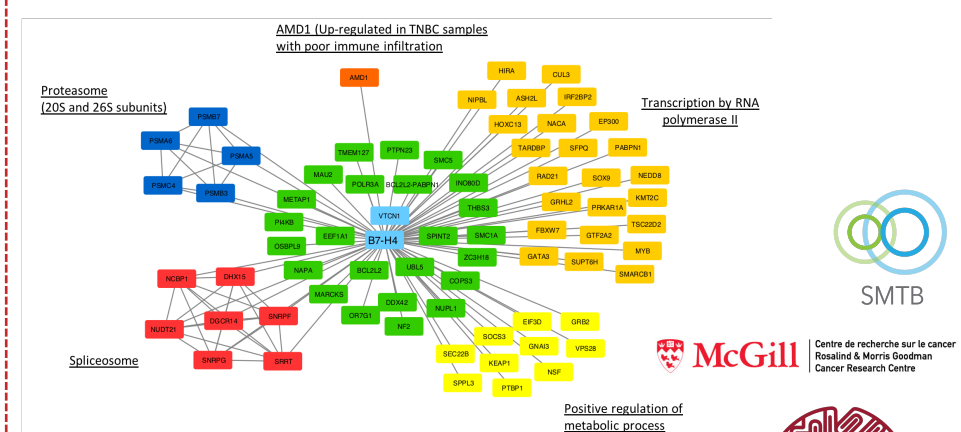 AMD1 (Up-regulated in TNBC samples
with poor immune infiltration
Proteasome
(20S and 26S subunits)
Transcription by RNA
polymerase II
AMD1
HIRA
CUL3
NIPBL
ASH2L
IRF2BP2
HOXC13
NACA
EP300
TARDBP
SFPQ
PABPN1
RAD21
SOX9
NEDD8
GRHL2
PRKAR1A
KMT2C
FBXW7
GTF2A2
TSC22D2
GATA3
SUPT6H
MYB
SMARCB1
PSMB7
PSMA6
PSMA5
PSMC4
PSMB3
TMEM127
PTPN23
SMC5
MAU2
POLR3A
BCL2L2-PABPN1
INO80D
METAP1
THBS3
VTCN1
PI4KB
EEF1A1
B7-H4
SPINT2
SMC1A
OSBPL9
ZC3H18
NAPA
BCL2L2
UBL5
COPS3
MARCKS
DDX42
NUPL1
OR7G1
NF2
NCBP1
DHX15
DGCR14
SNRPF
NUDT21
SNRPG
SRRT
Spliceosome
EIF3D
GRB2
SOCS3
GNAI3
VPS28
SEC22B
KEAP1
NSF
SPPL3
PTBP1
Positive regulation of
metabolic process
SMTB
McGill
Centre de recherche sur le cancer
Rosalind & Morris Goodman
Cancer Research Centre